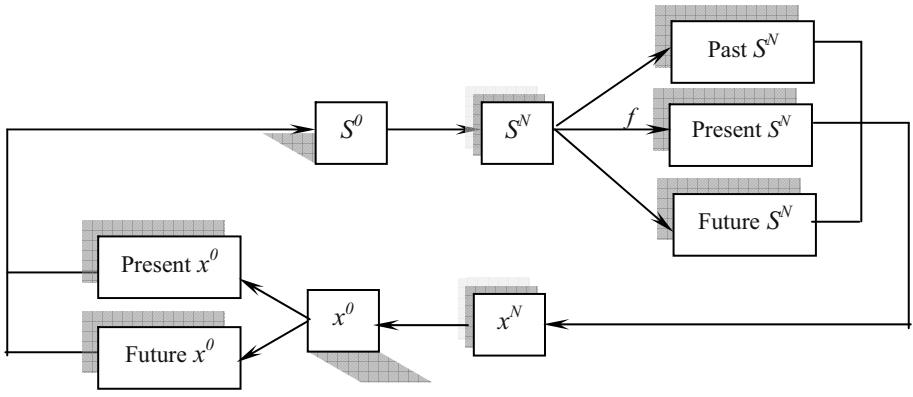 Past S^N
S^0
S^N
f
Present S^N
Future S^N
Present x^0
x^0
x^N
Future x^0